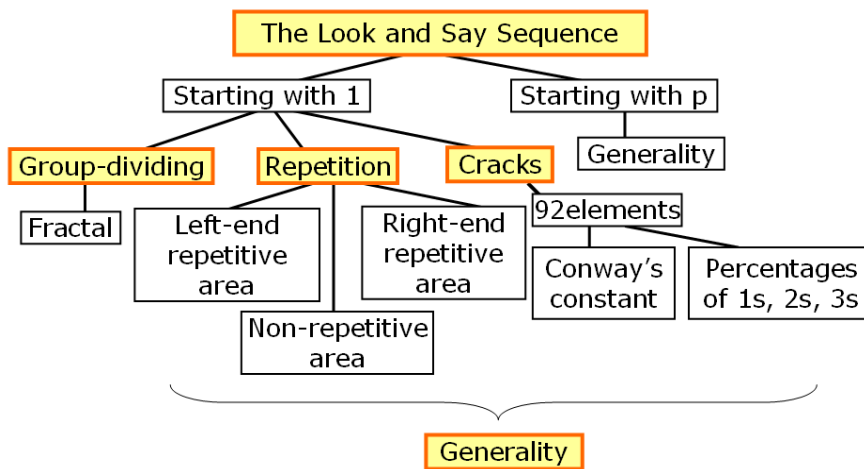 The Look and Say Sequence
Starting with 1
Starting with p
Group-dividing
Repetition
Cracks
Generality
Fractal
Left-end
repetitive
area
Right-end
repetitive
area
92elements
Non-repetitive
area
Conway's
constant
Percentages
of 1s, 2s, 3s
Generality